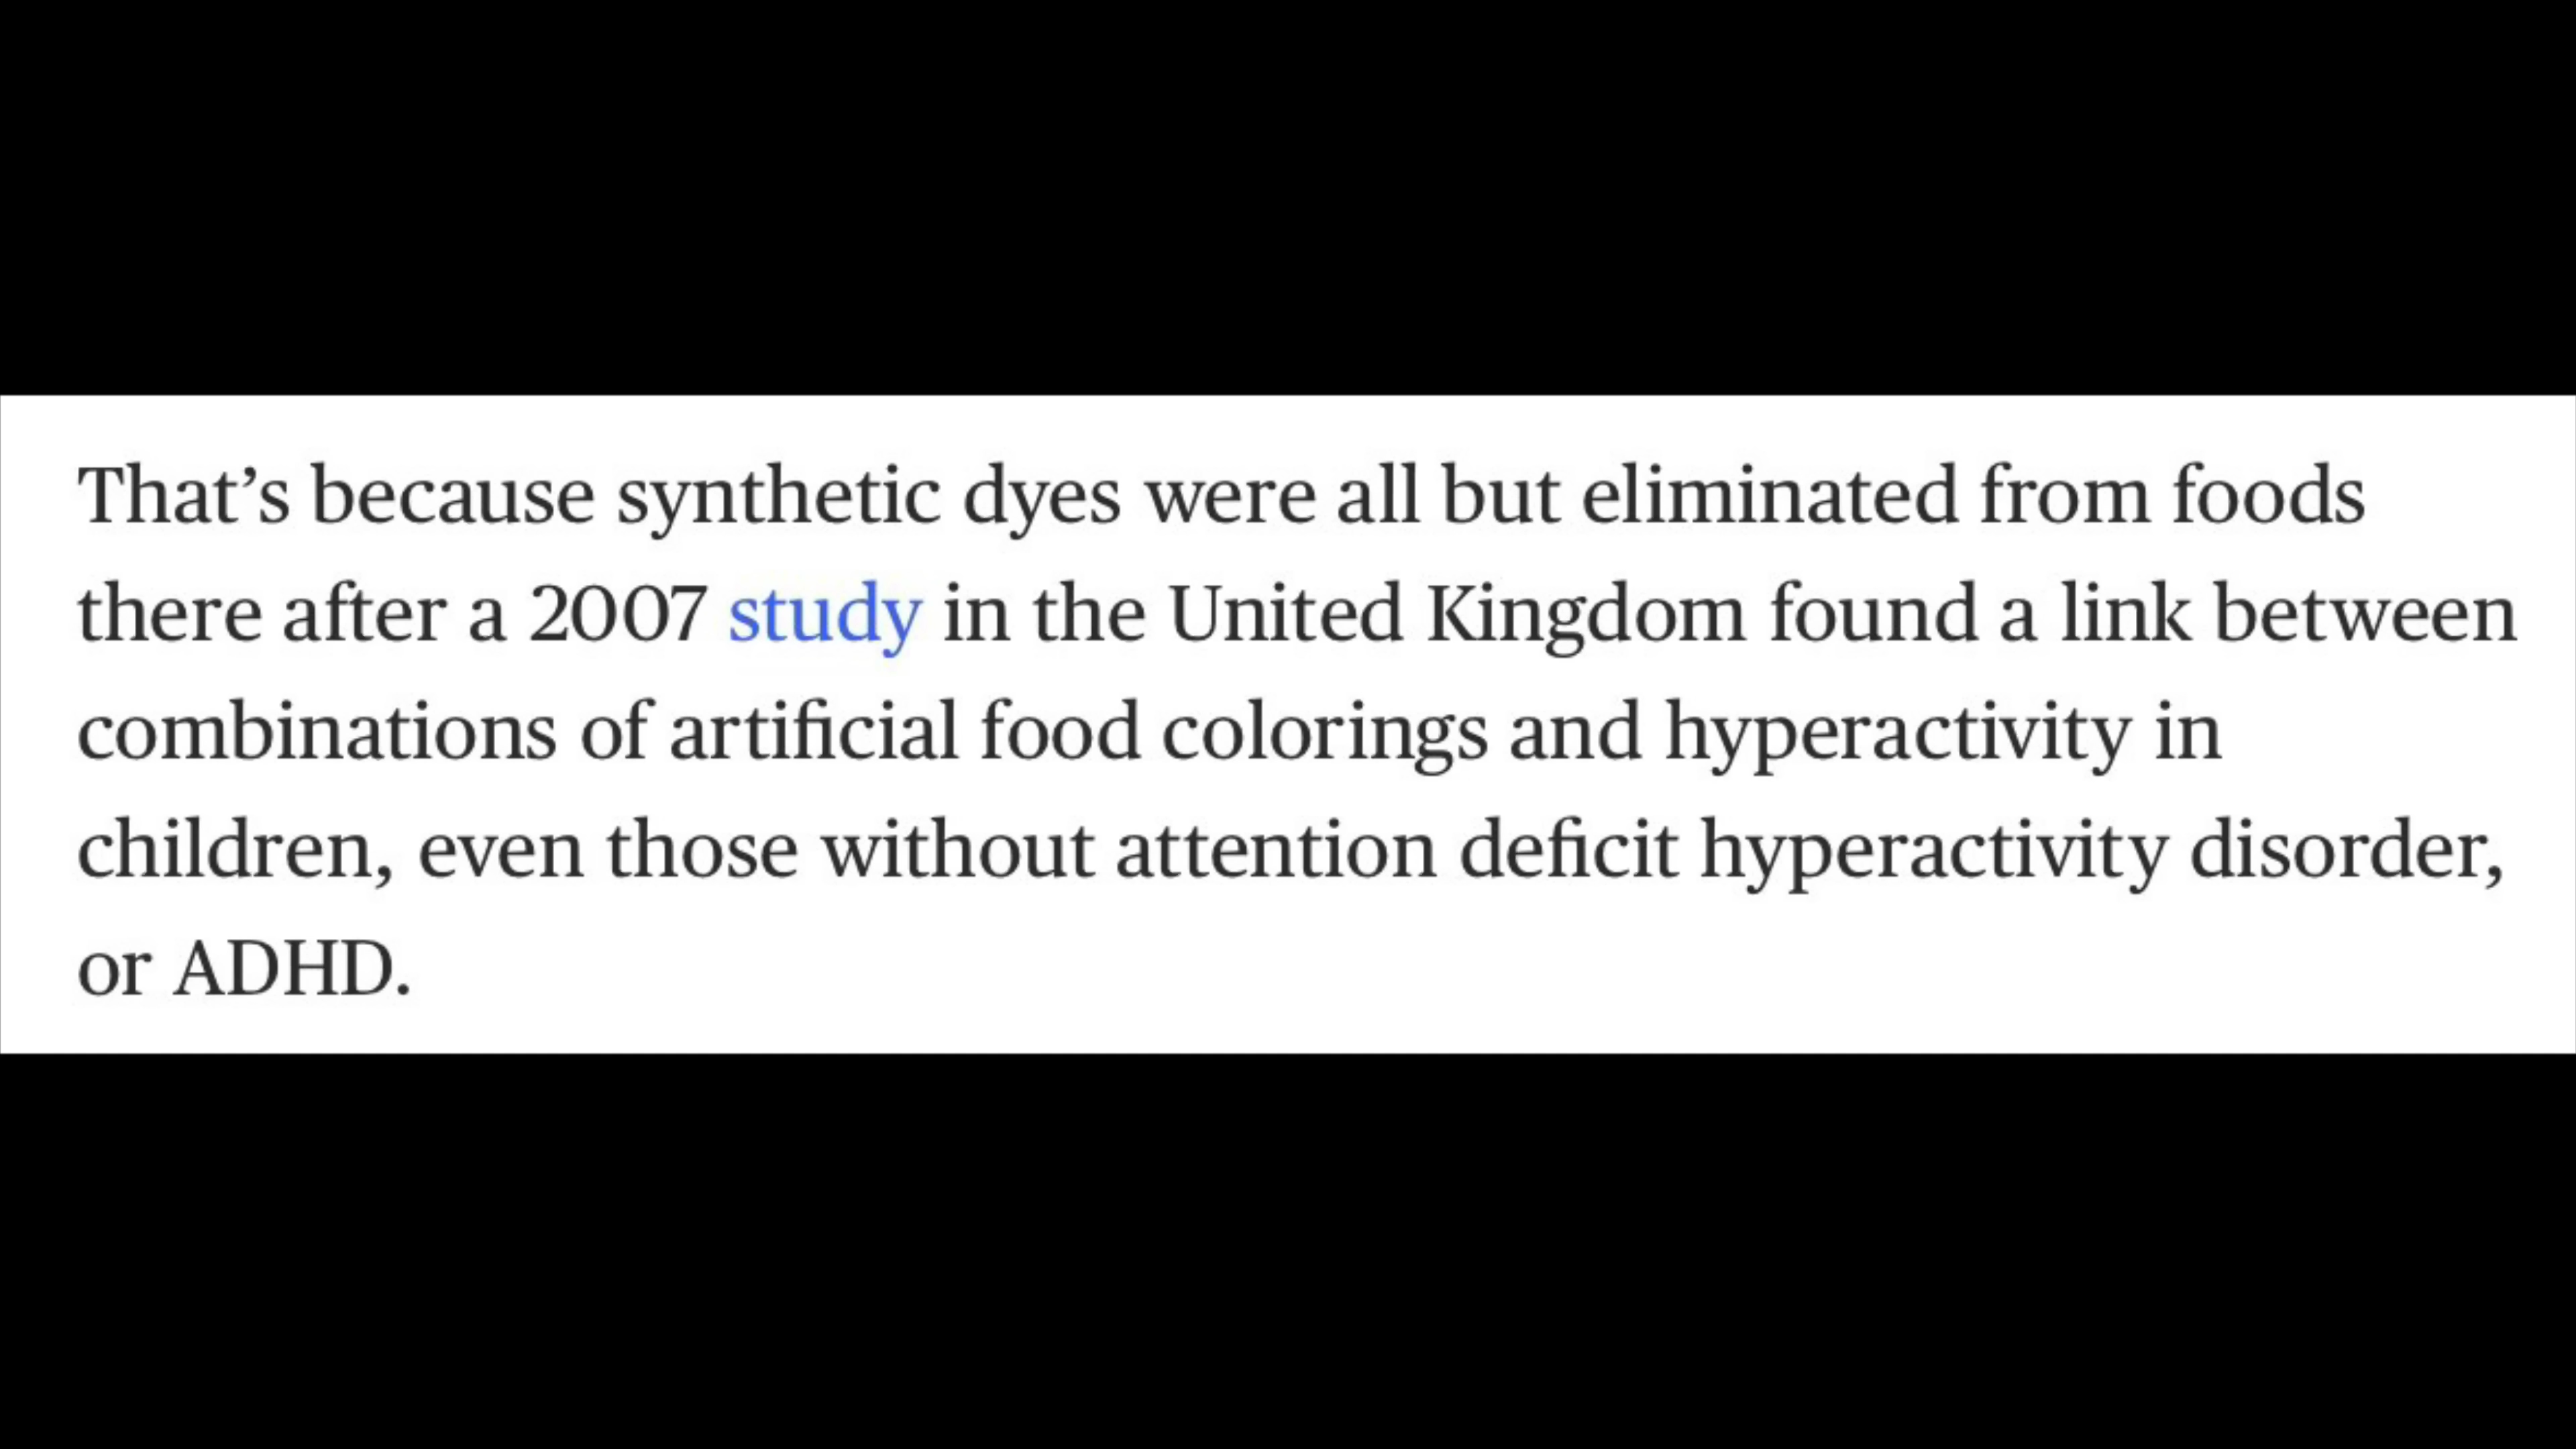 That’s because synthetic dyes were all but eliminated from foods
there after a 2007 study in the United Kingdom found a link between
combinations of artificial food colorings and hyperactivity in
children, even those without attention deficit hyperactivity disorder,
or ADHD.